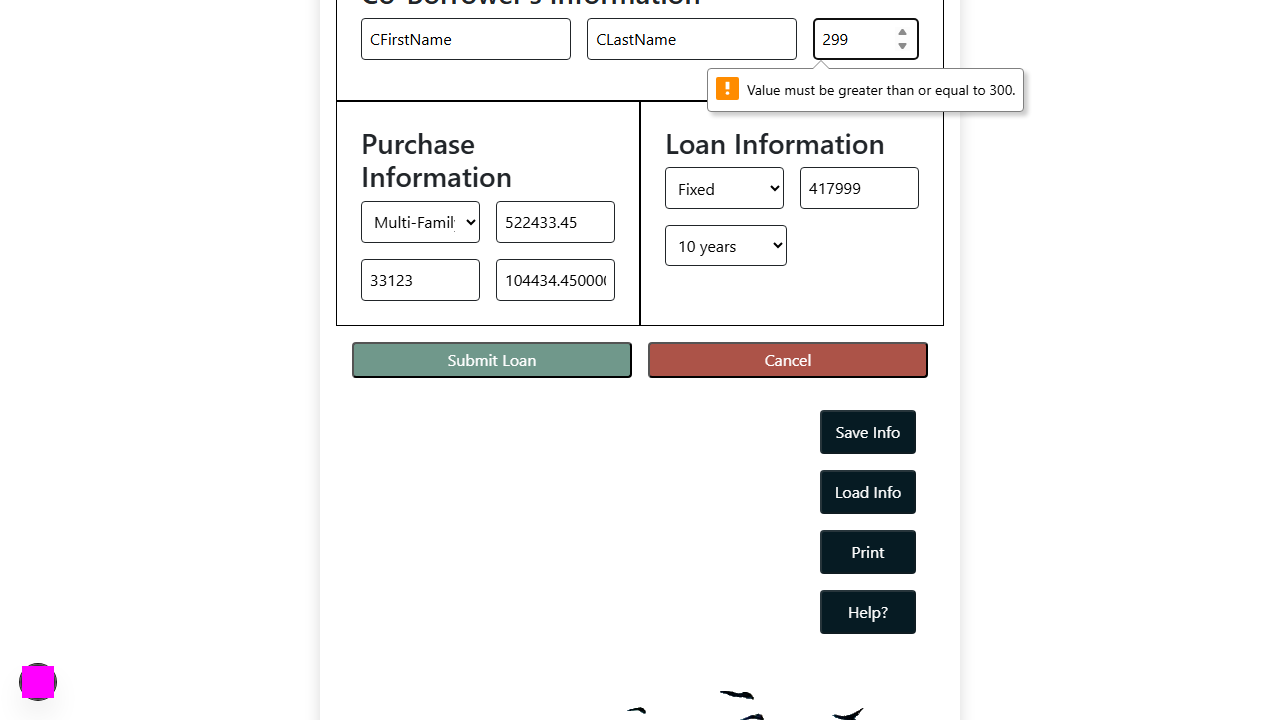 CFirstName
CLastName
299
Value must be greater than or equal to 300.
Purchase
Information
Multi-Famil
522433.45
33123
104434.45000
Loan Information
Fixed
417999
10 years
Submit Loan
Cancel
Save Info
Load Info
Print
Help?